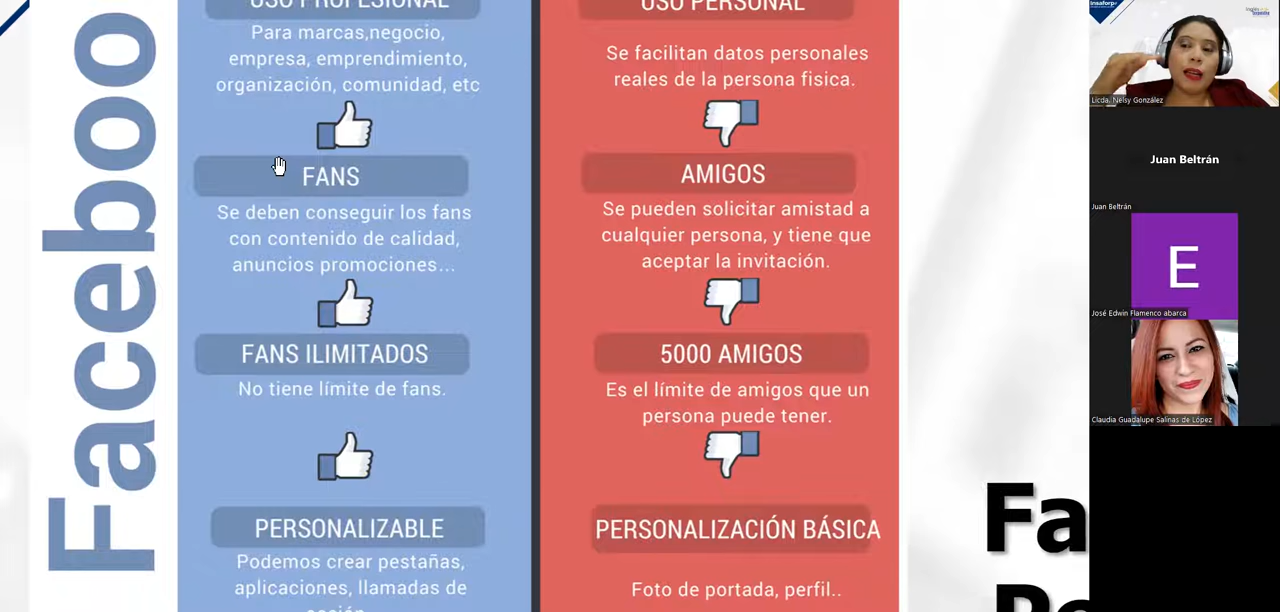 Facebook
USO PROFESIONAL
Para marcas,negocio,
empresa, emprendimiento,
organización, comunidad, etc
FANS
Se deben conseguir los fans
con contenido de calidad,
anuncios promociones...
FANS ILIMITADOS
No tiene límite de fans.
PERSONALIZABLE
Podemos crear pestañas,
aplicaciones, llamadas de
acción
USO PERSONAL
Se facilitan datos personales
reales de la persona fisica.
AMIGOS
Se pueden solicitar amistad a
cualquier persona, y tiene que
aceptar la invitación.
5000 AMIGOS
Es el límite de amigos que un
persona puede tener.
PERSONALIZACIÓN BÁSICA
Foto de portada, perfil..
Fa
Pe
Insaforp
Licda. Nelsy González
Juan Beltrán
Juan Beltrán
E
José Edwin Flamenco abarca
Claudia Guadalupe Salinas de López